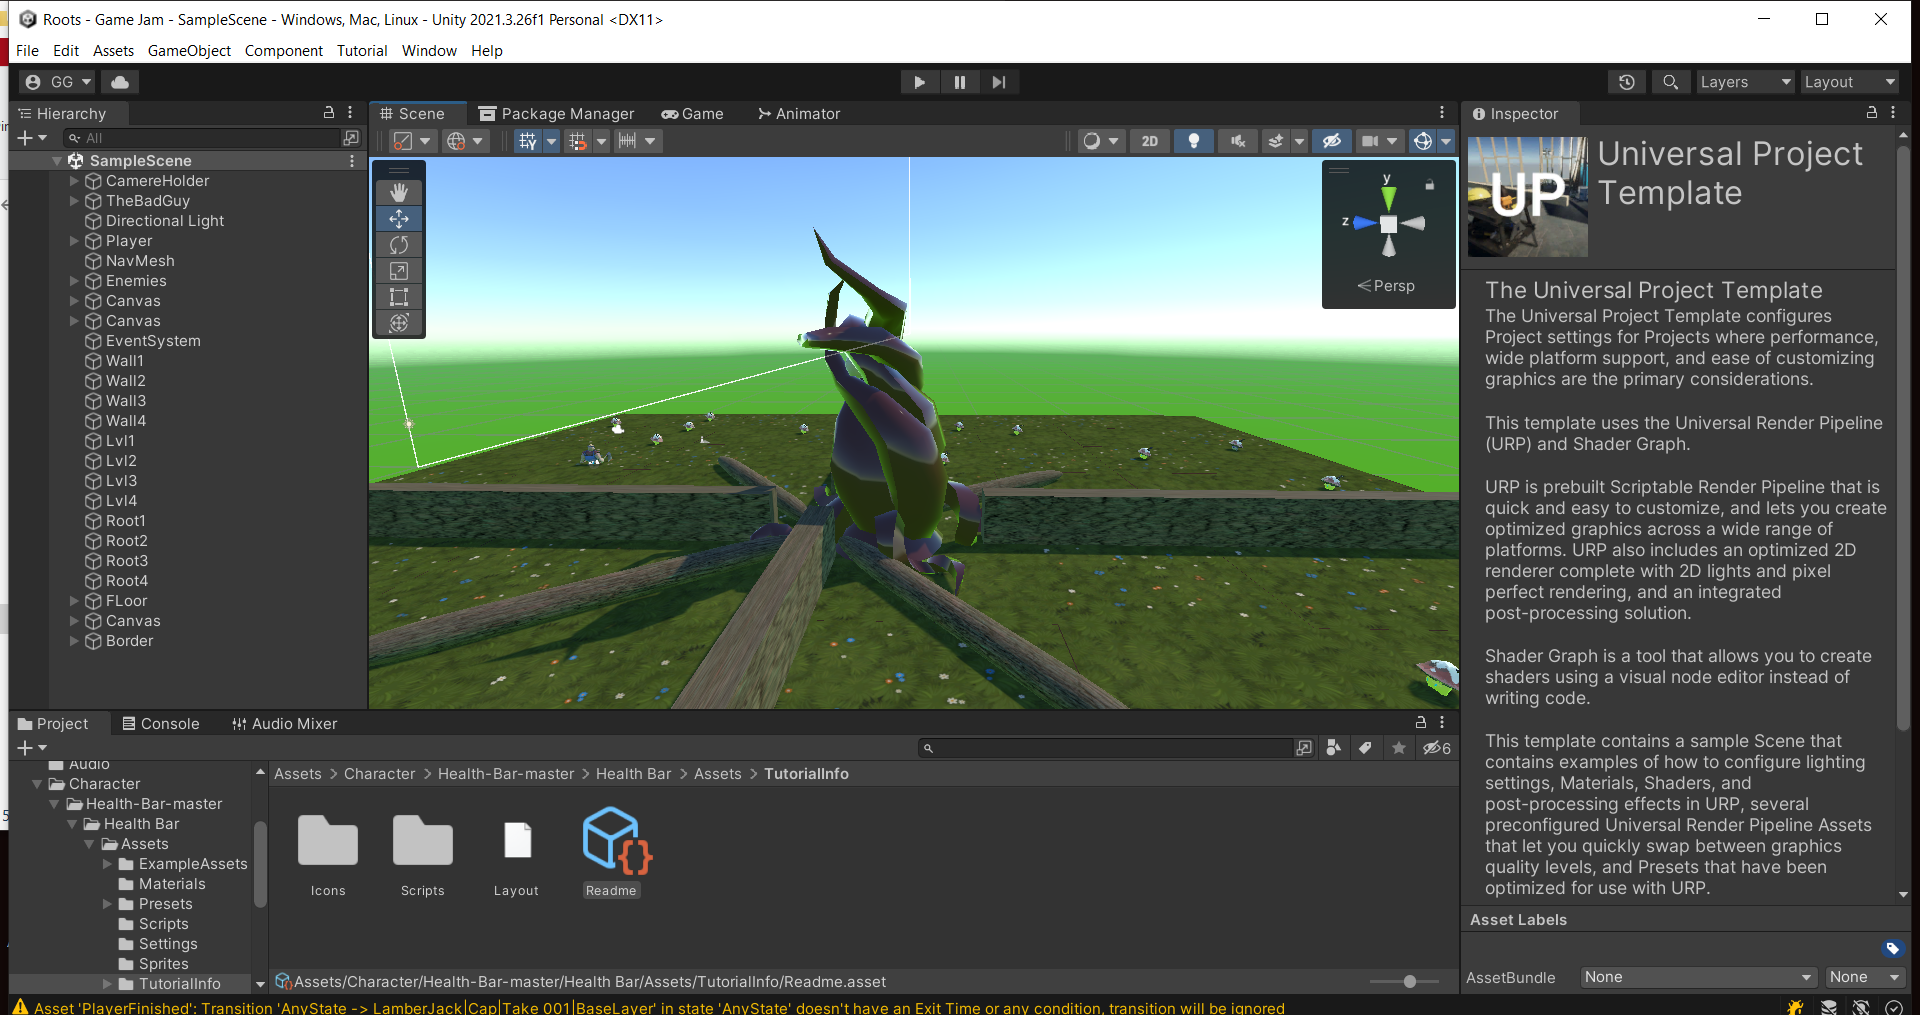 Roots - Game Jam - SampleScene - Windows, Mac, Linux - Unity 2021.3.26f1 Personal <DX11>
File Edit Assets GameObject Component Tutorial Window Help
GG
Layers
Layout
Hierarchy
All
SampleScene
CamereHolder
TheBadGuy
Directional Light
Player
NavMesh
Enemies
Canvas
Canvas
EventSystem
Wall1
Wall2
Wall3
Wall4
Lvl1
Lvl2
Lvl3
Lvl4
Root1
Root2
Root3
Root4
FLoor
Canvas
Border
Scene Package Manager Game Animator
2D
y
z
Persp
Inspector
UP
Universal Project
Template
The Universal Project Template
The Universal Project Template configures
Project settings for Projects where performance,
wide platform support, and ease of customizing
graphics are the primary considerations.
This template uses the Universal Render Pipeline
(URP) and Shader Graph.
URP is prebuilt Scriptable Render Pipeline that is
quick and easy to customize, and lets you create
optimized graphics across a wide range of
platforms. URP also includes an optimized 2D
renderer complete with 2D lights and pixel
perfect rendering, and an integrated
post-processing solution.
Shader Graph is a tool that allows you to create
shaders using a visual node editor instead of
writing code.
This template contains a sample Scene that
contains examples of how to configure lighting
settings, Materials, Shaders, and
post-processing effects in URP, several
preconfigured Universal Render Pipeline Assets
that let you quickly swap between graphics
quality levels, and Presets that have been
optimized for use with URP.
Asset Labels
AssetBundle None None
Project Console Audio Mixer
6
Audio
Character
Health-Bar-master
Health Bar
Assets
ExampleAssets
Materials
Presets
Scripts
Settings
Sprites
TutorialInfo
Assets > Character > Health-Bar-master > Health Bar > Assets > TutorialInfo
Icons
Scripts
Layout
Readme
Assets/Character/Health-Bar-master/Health Bar/Assets/TutorialInfo/Readme.asset
Asset 'PlayerFinished': Transition 'AnyState -> LamberJack|Cap|Take 001|BaseLayer' in state 'AnyState' doesn't have an Exit Time or any condition, transition will be ignored